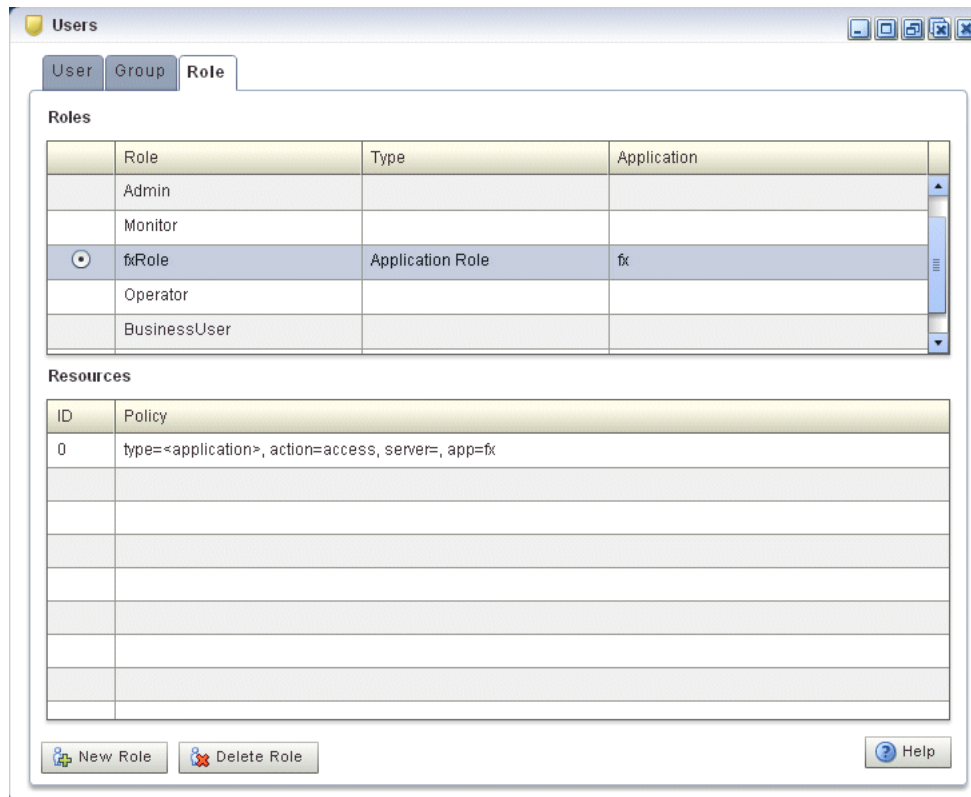 Users
User Group Role
Roles
Role Type Application
Admin
Monitor
fxRole Application Role fx
Operator
BusinessUser
Resources
ID Policy
0 type=<application>, action=access, server=, app=fx
New Role Delete Role Help